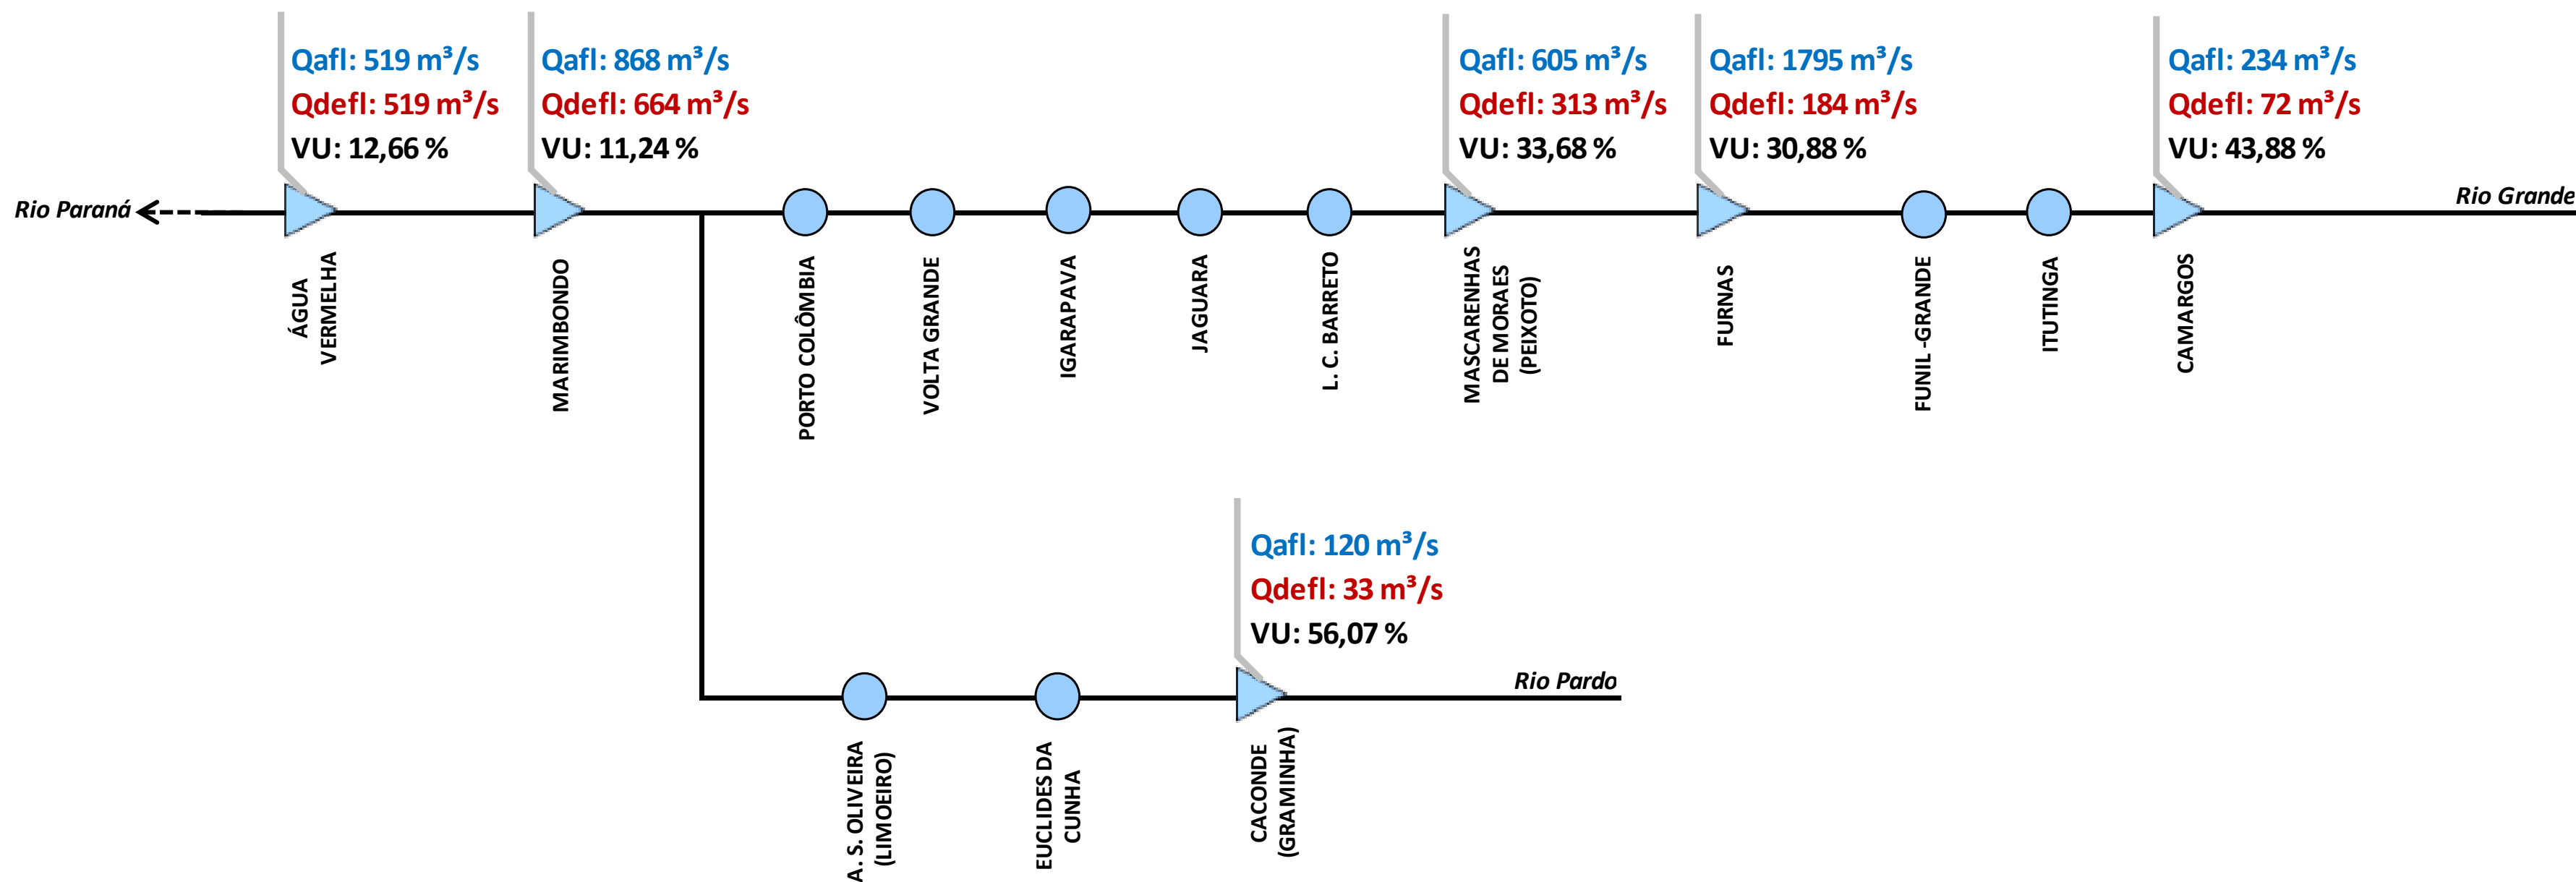 Qafl: 519 m³/s
Qdefl: 519 m³/s
VU: 12,66 %
Qafl: 868 m³/s
Qdefl: 664 m³/s
VU: 11,24 %
Qafl: 605 m³/s
Qdefl: 313 m³/s
VU: 33,68 %
Qafl: 1795 m³/s
Qdefl: 184 m³/s
VU: 30,88 %
Qafl: 234 m³/s
Qdefl: 72 m³/s
VU: 43,88 %
Rio Paraná
Rio Grande
ÁGUA
VERMELHA
MARIMBONDO
PORTO COLÔMBIA
VOLTA GRANDE
IGARAPAVA
JAGUARA
L. C. BARRETO
MASCARENHAS
DE MORAES
(PEIXOTO)
FURNAS
FUNIL -GRANDE
ITUTINGA
CAMARGOS
Qafl: 120 m³/s
Qdefl: 33 m³/s
VU: 56,07 %
Rio Pardo
A. S. OLIVEIRA
(LIMOEIRO)
EUCLIDES DA
CUNHA
CACONDE
(GRAMINHA)